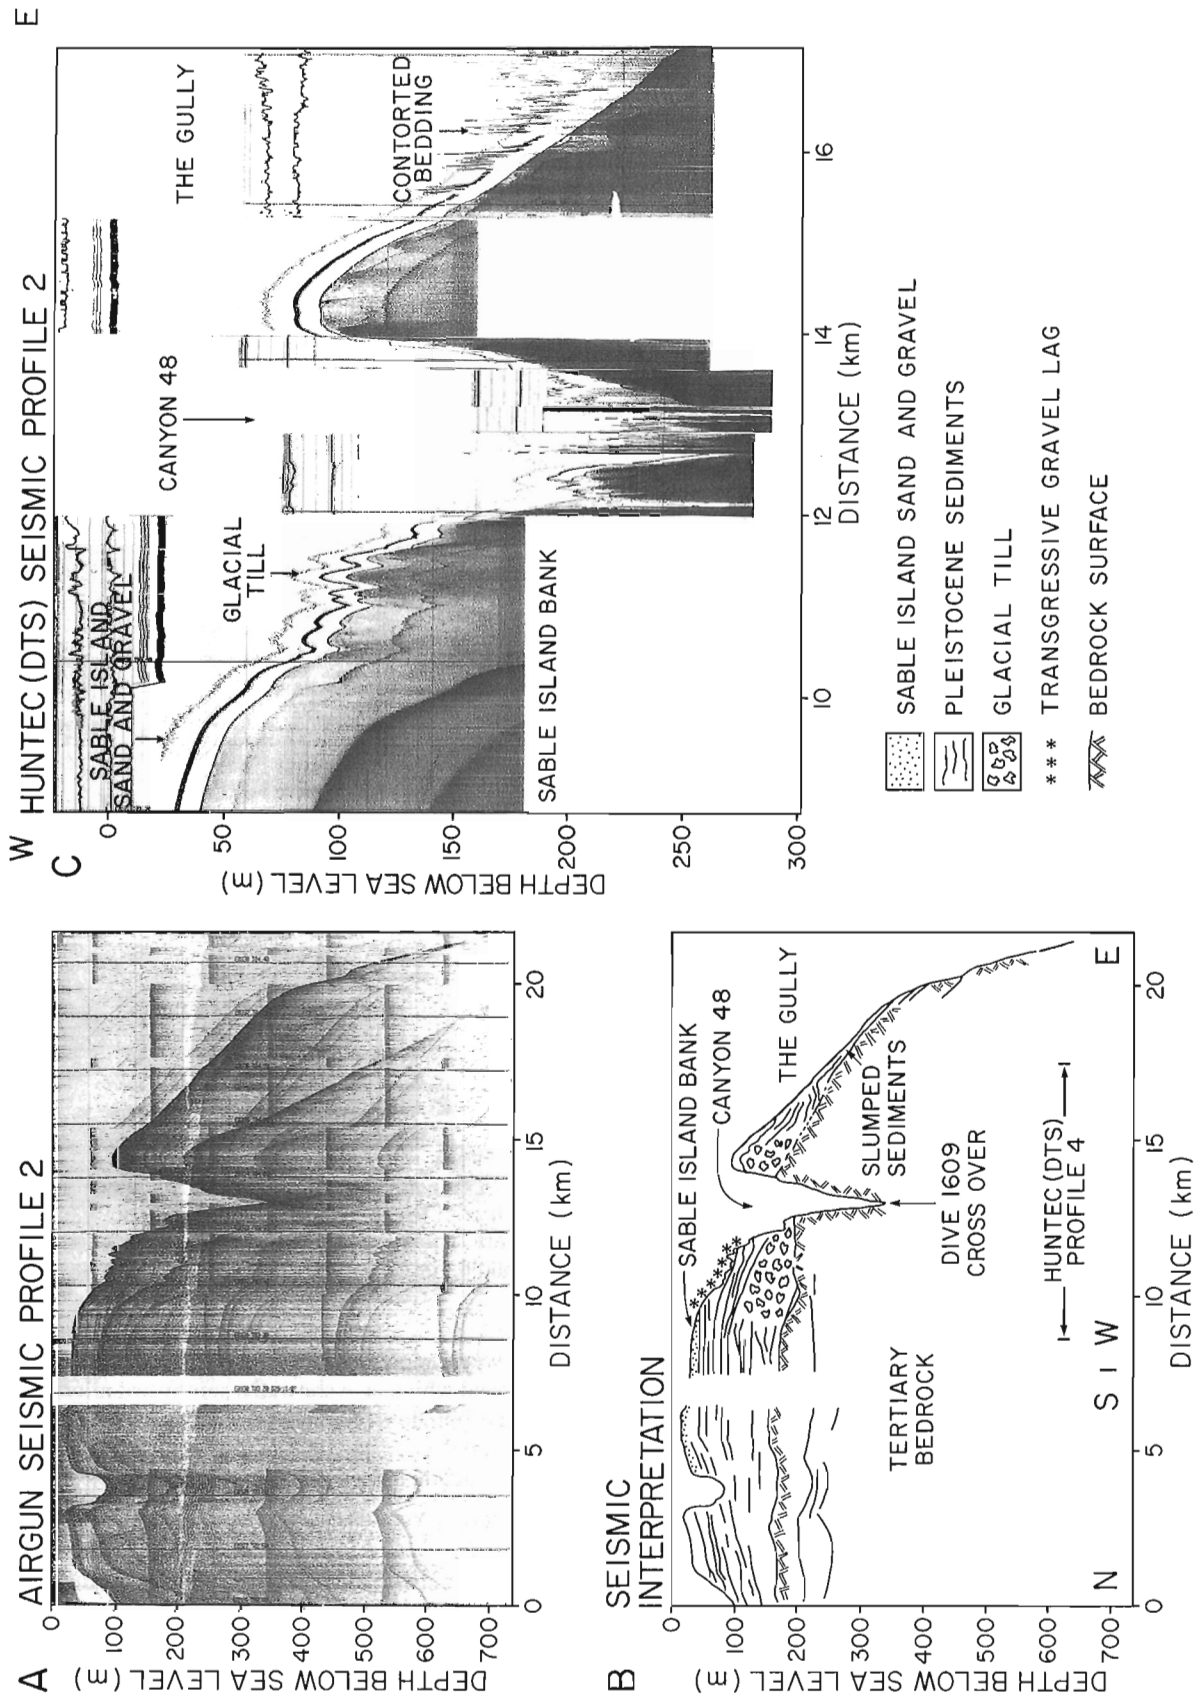 A
AIRGUN SEISMIC PROFILE 2
DEPTH BELOW SEA LEVEL (m)
0
100
200
300
400
500
600
700
0
5
10
15
20
DISTANCE (km)
B
SEISMIC
INTERPRETATION
DEPTH BELOW SEA LEVEL (m)
0
100
200
300
400
500
600
700
SABLE ISLAND BANK
CANYON 48
THE GULLY
SLUMPED
SEDIMENTS
TERTIARY
BEDROCK
DIVE 1609
CROSS OVER
HUNTEC (DTS)
PROFILE 4
N
S
W
E
0
5
10
15
20
DISTANCE (km)
W
E
C
HUNTEC (DTS) SEISMIC PROFILE 2
DEPTH BELOW SEA LEVEL (m)
0
50
100
150
200
250
300
SABLE ISLAND
SAND AND GRAVEL
GLACIAL
TILL
CANYON 48
THE GULLY
CONTORTED
BEDDING
SABLE ISLAND BANK
10
12
14
16
DISTANCE (km)
SABLE ISLAND SAND AND GRAVEL
PLEISTOCENE SEDIMENTS
GLACIAL TILL
*** TRANSGRESSIVE GRAVEL LAG
BEDROCK SURFACE